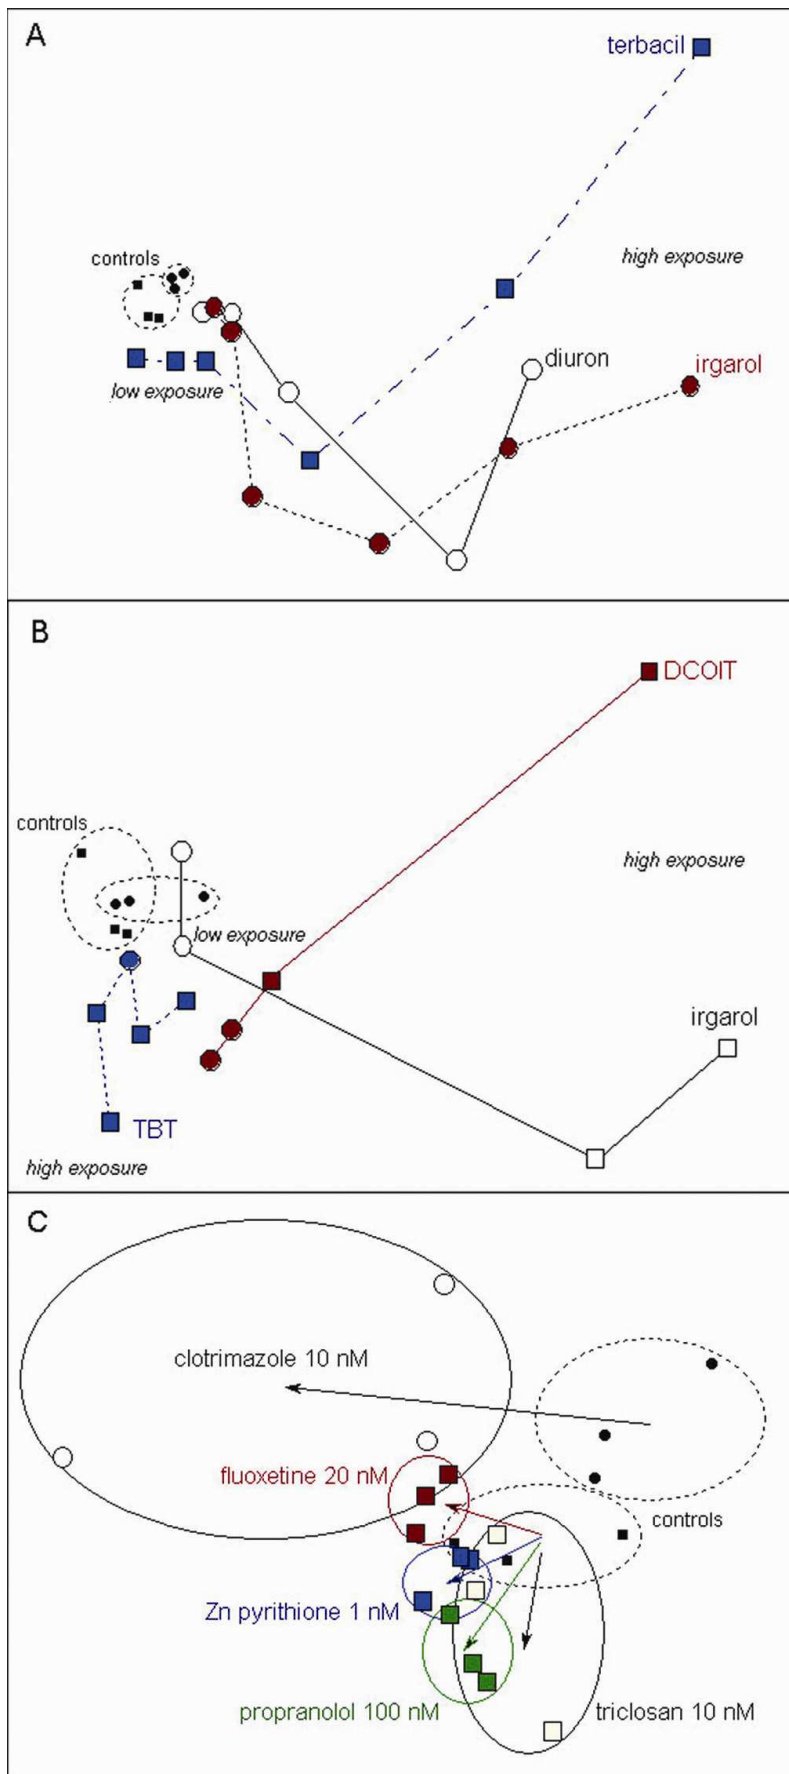 A
terbacil
controls
high exposure
diuron
irgarol
low exposure
B
DCOIT
controls
high exposure
low exposure
irgarol
TBT
high exposure
C
clotrimazole 10 nM
fluoxetine 20 nM
controls
Zn pyrithione 1 nM
propranolol 100 nM
triclosan 10 nM